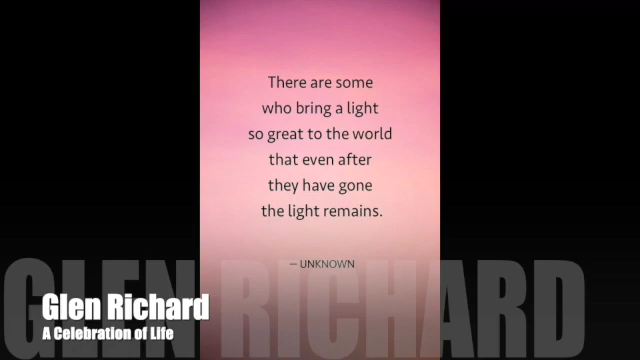 There are some
who bring a light
so great to the world
that even after
they have gone
the light remains.
— UNKNOWN
GLEN RICHARD
Glen Richard
A Celebration of Life